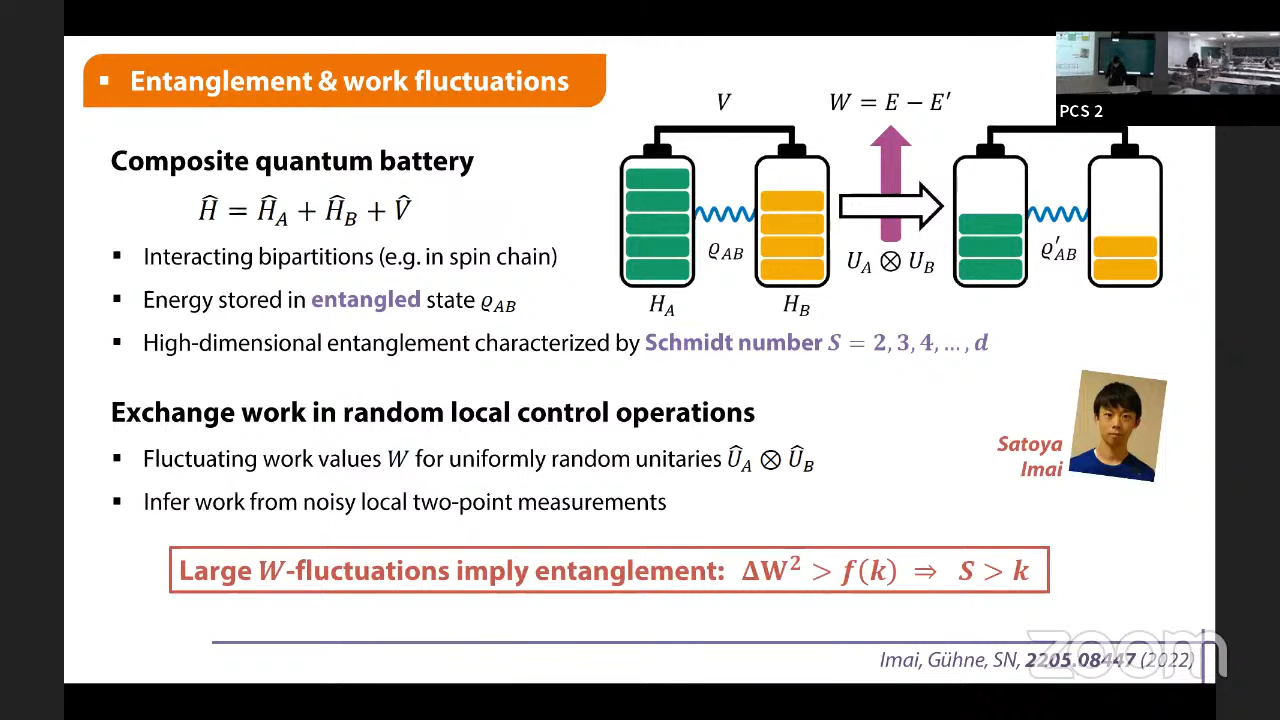 ▪ Entanglement & work fluctuations
Composite quantum battery
Ĥ = Ĥ_A + Ĥ_B + V̂
▪ Interacting bipartitions (e.g. in spin chain)
▪ Energy stored in entangled state ϱ_AB
▪ High-dimensional entanglement characterized by Schmidt number S = 2, 3, 4, …, d
V
W = E − E′
ϱ_AB
U_A ⊗ U_B
ϱ′_AB
H_A
H_B
PCS 2
Exchange work in random local control operations
▪ Fluctuating work values W for uniformly random unitaries Û_A ⊗ Û_B
▪ Infer work from noisy local two-point measurements
Satoya
Imai
Large W-fluctuations imply entanglement: ΔW² > f(k) ⇒ S > k
Imai, Gühne, SN, 2205.08447 (2022)
zoom